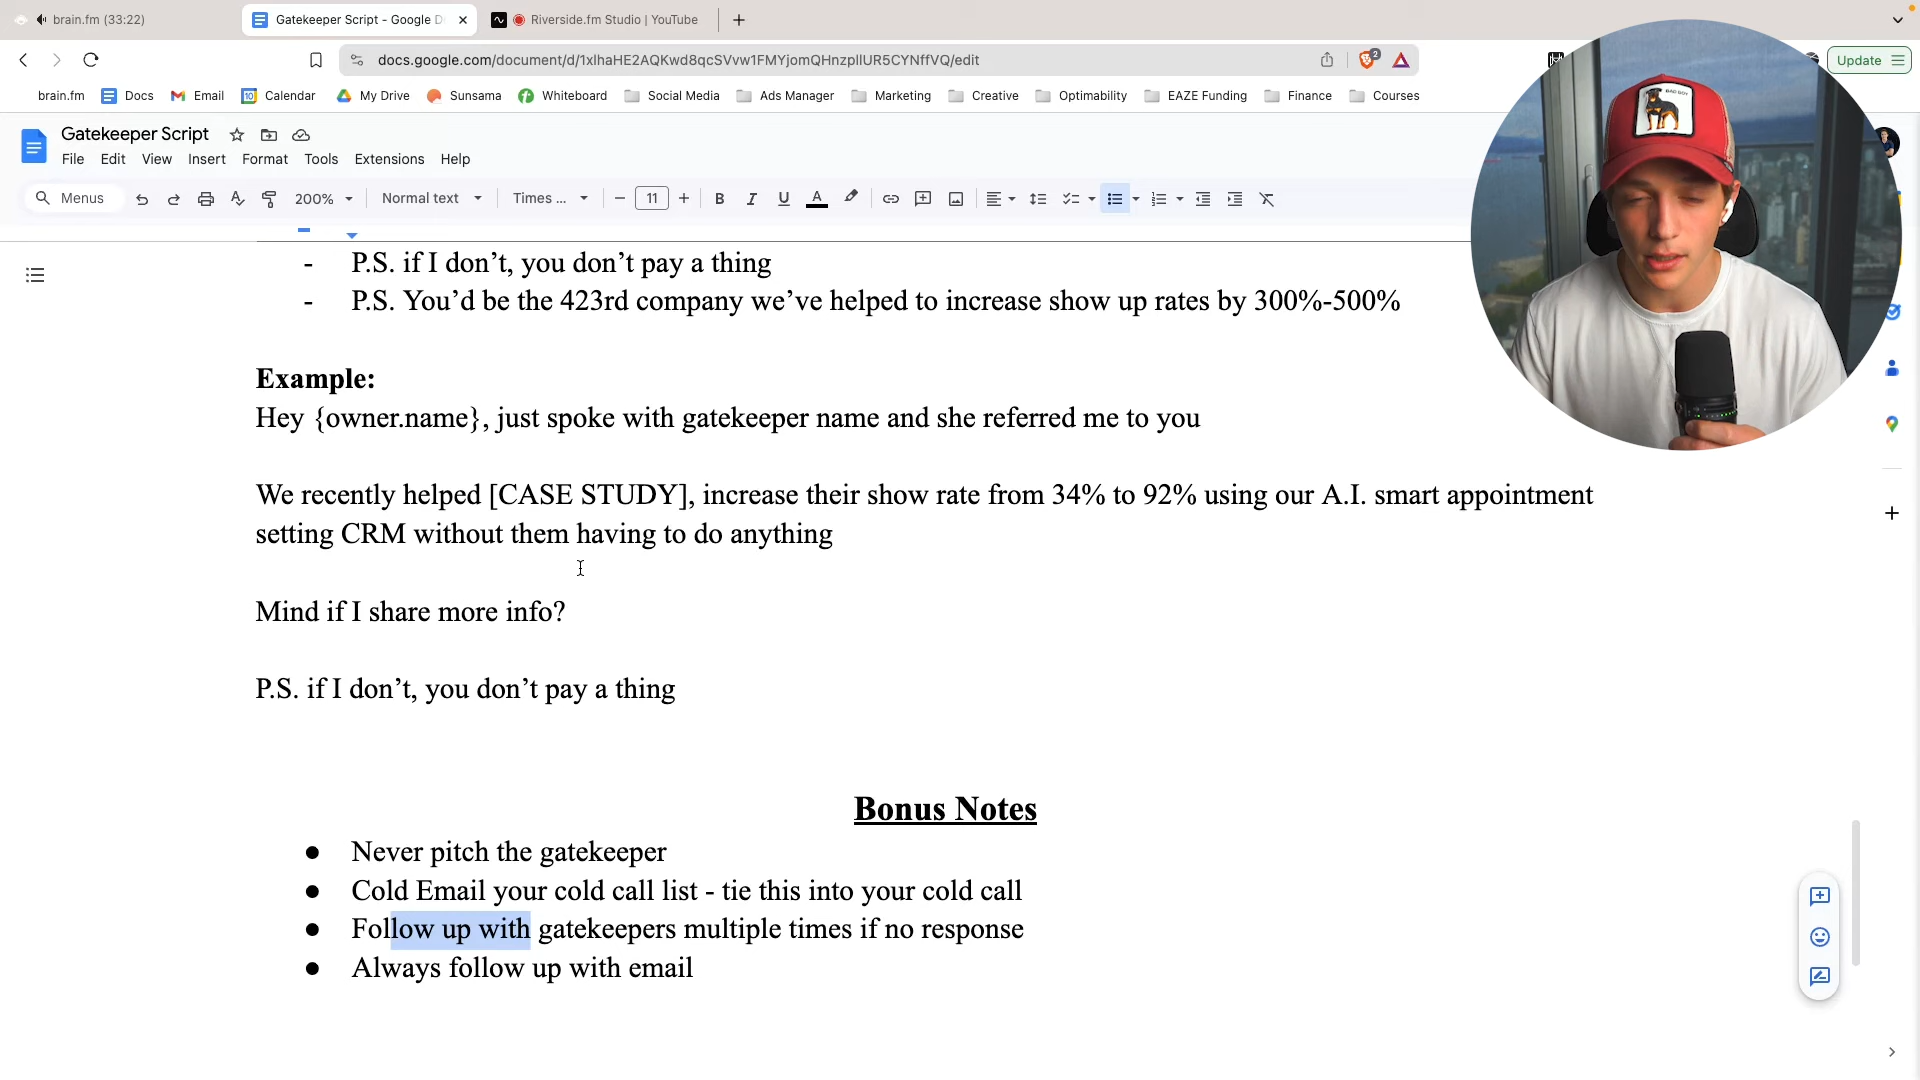 brain.fm (33:22)
Gatekeeper Script - Google D
Riverside.fm Studio | YouTube
docs.google.com/document/d/1xlhaHE2AQKwd8qcSVvw1FMYjomQHnzpllUR5CYNffVQ/edit
2
Update
brain.fm Docs Email Calendar My Drive Sunsama Whiteboard Social Media Ads Manager Marketing Creative Optimability EAZE Funding Finance Courses
10
BAD BOY
Gatekeeper Script
File Edit View Insert Format Tools Extensions Help
Menus 200% Normal text Times ... 11 B I U A
- P.S. if I don’t, you don’t pay a thing
- P.S. You’d be the 423rd company we’ve helped to increase show up rates by 300%-500%
Example:
Hey {owner.name}, just spoke with gatekeeper name and she referred me to you
We recently helped [CASE STUDY], increase their show rate from 34% to 92% using our A.I. smart appointment
setting CRM without them having to do anything
Mind if I share more info?
P.S. if I don’t, you don’t pay a thing
Bonus Notes
● Never pitch the gatekeeper
● Cold Email your cold call list - tie this into your cold call
● Follow up with gatekeepers multiple times if no response
● Always follow up with email